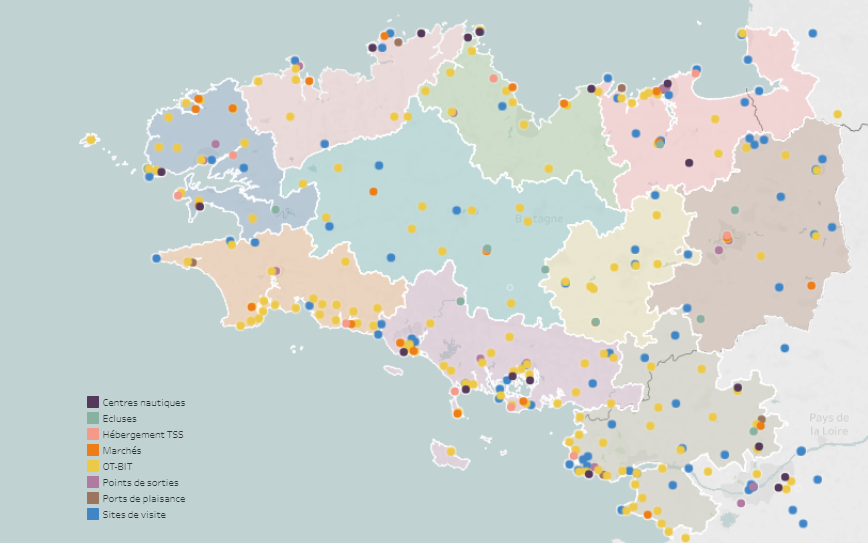 Bretagne
Pays de
la Loire
Centres nautiques
Ecluses
Hébergement TSS
Marchés
OT-BIT
Points de sorties
Ports de plaisance
Sites de visite